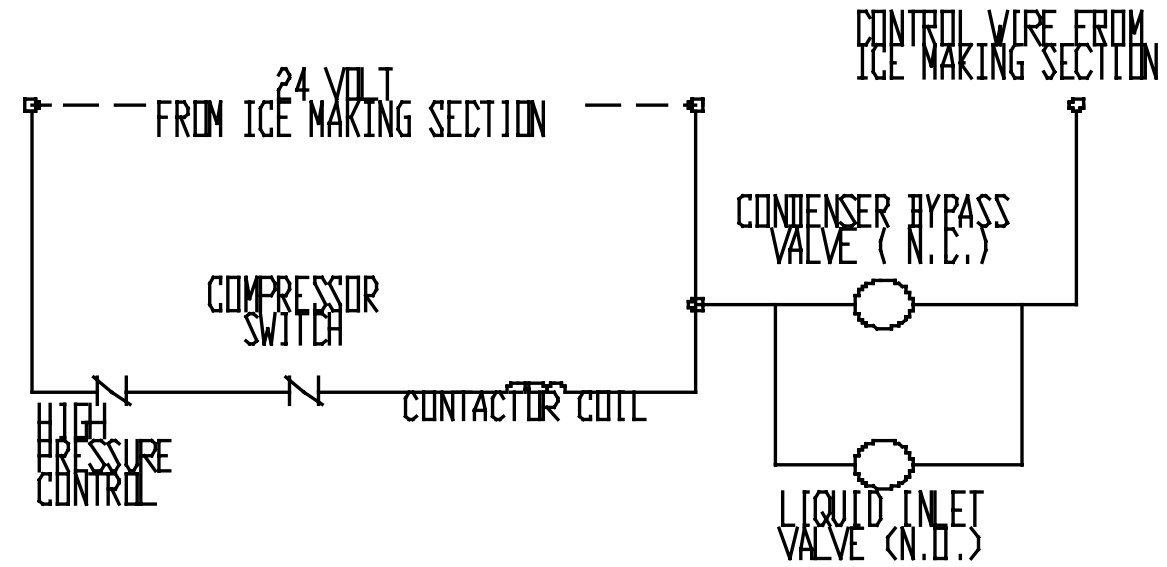 CONTROL WIRE FROM
ICE MAKING SECTION
24 VOLT
FROM ICE MAKING SECTION
CONDENSER BYPASS
VALVE ( N.C.)
COMPRESSOR
SWITCH
CONTACTOR COIL
HIGH
PRESSURE
CONTROL
LIQUID INLET
VALVE (N.O.)